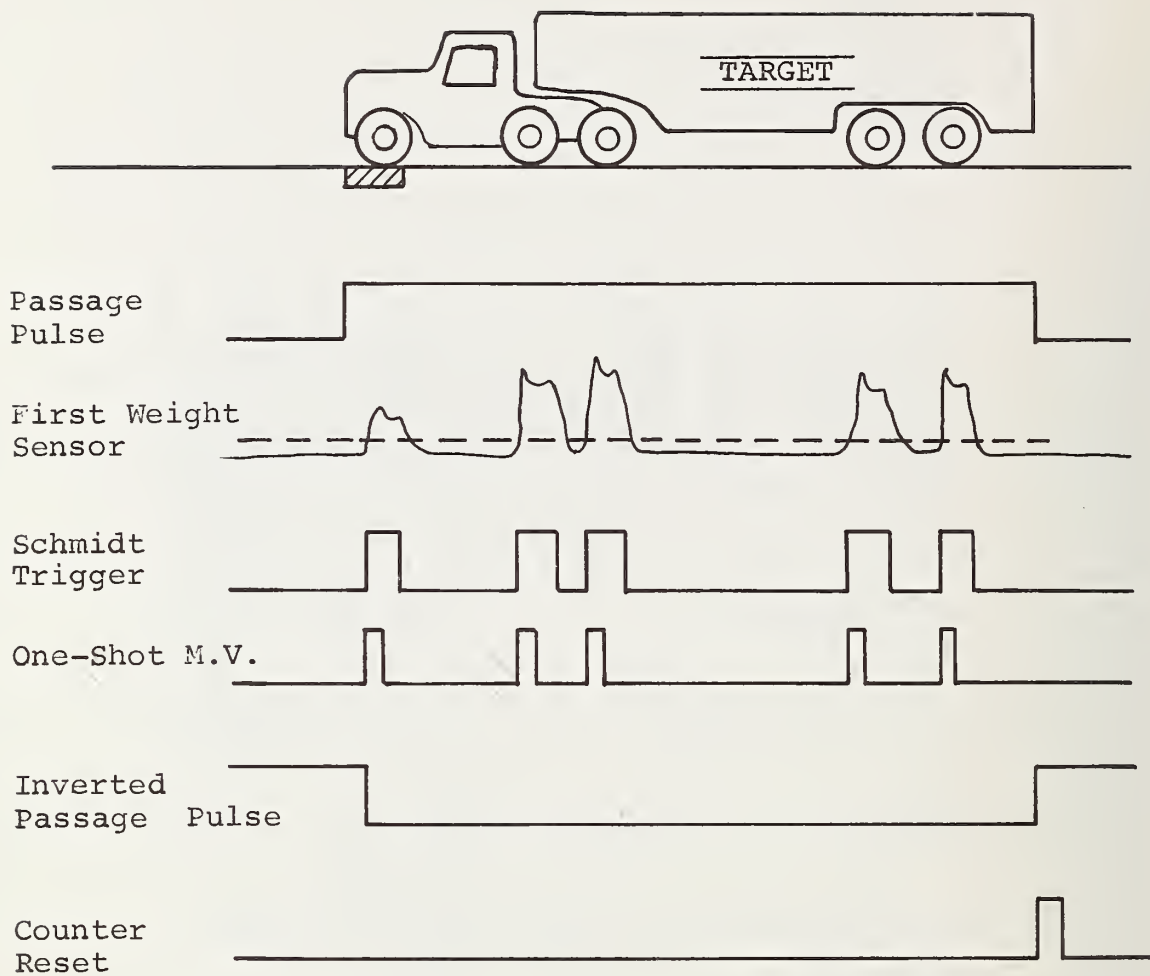 TARGET
Passage
Pulse
First Weight
Sensor
Schmidt
Trigger
One-Shot M.V.
Inverted
Passage Pulse
Counter
Reset